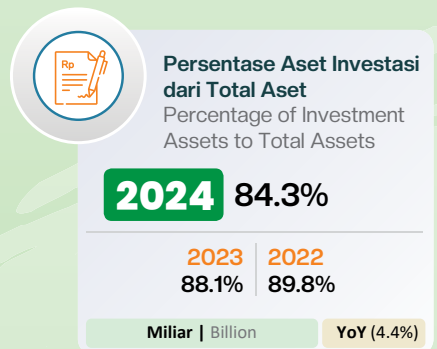 Rp
Persentase Aset Investasi
dari Total Aset
Percentage of Investment
Assets to Total Assets
2024 84.3%
2023 2022
88.1% 89.8%
Miliar | Billion YoY (4.4%)